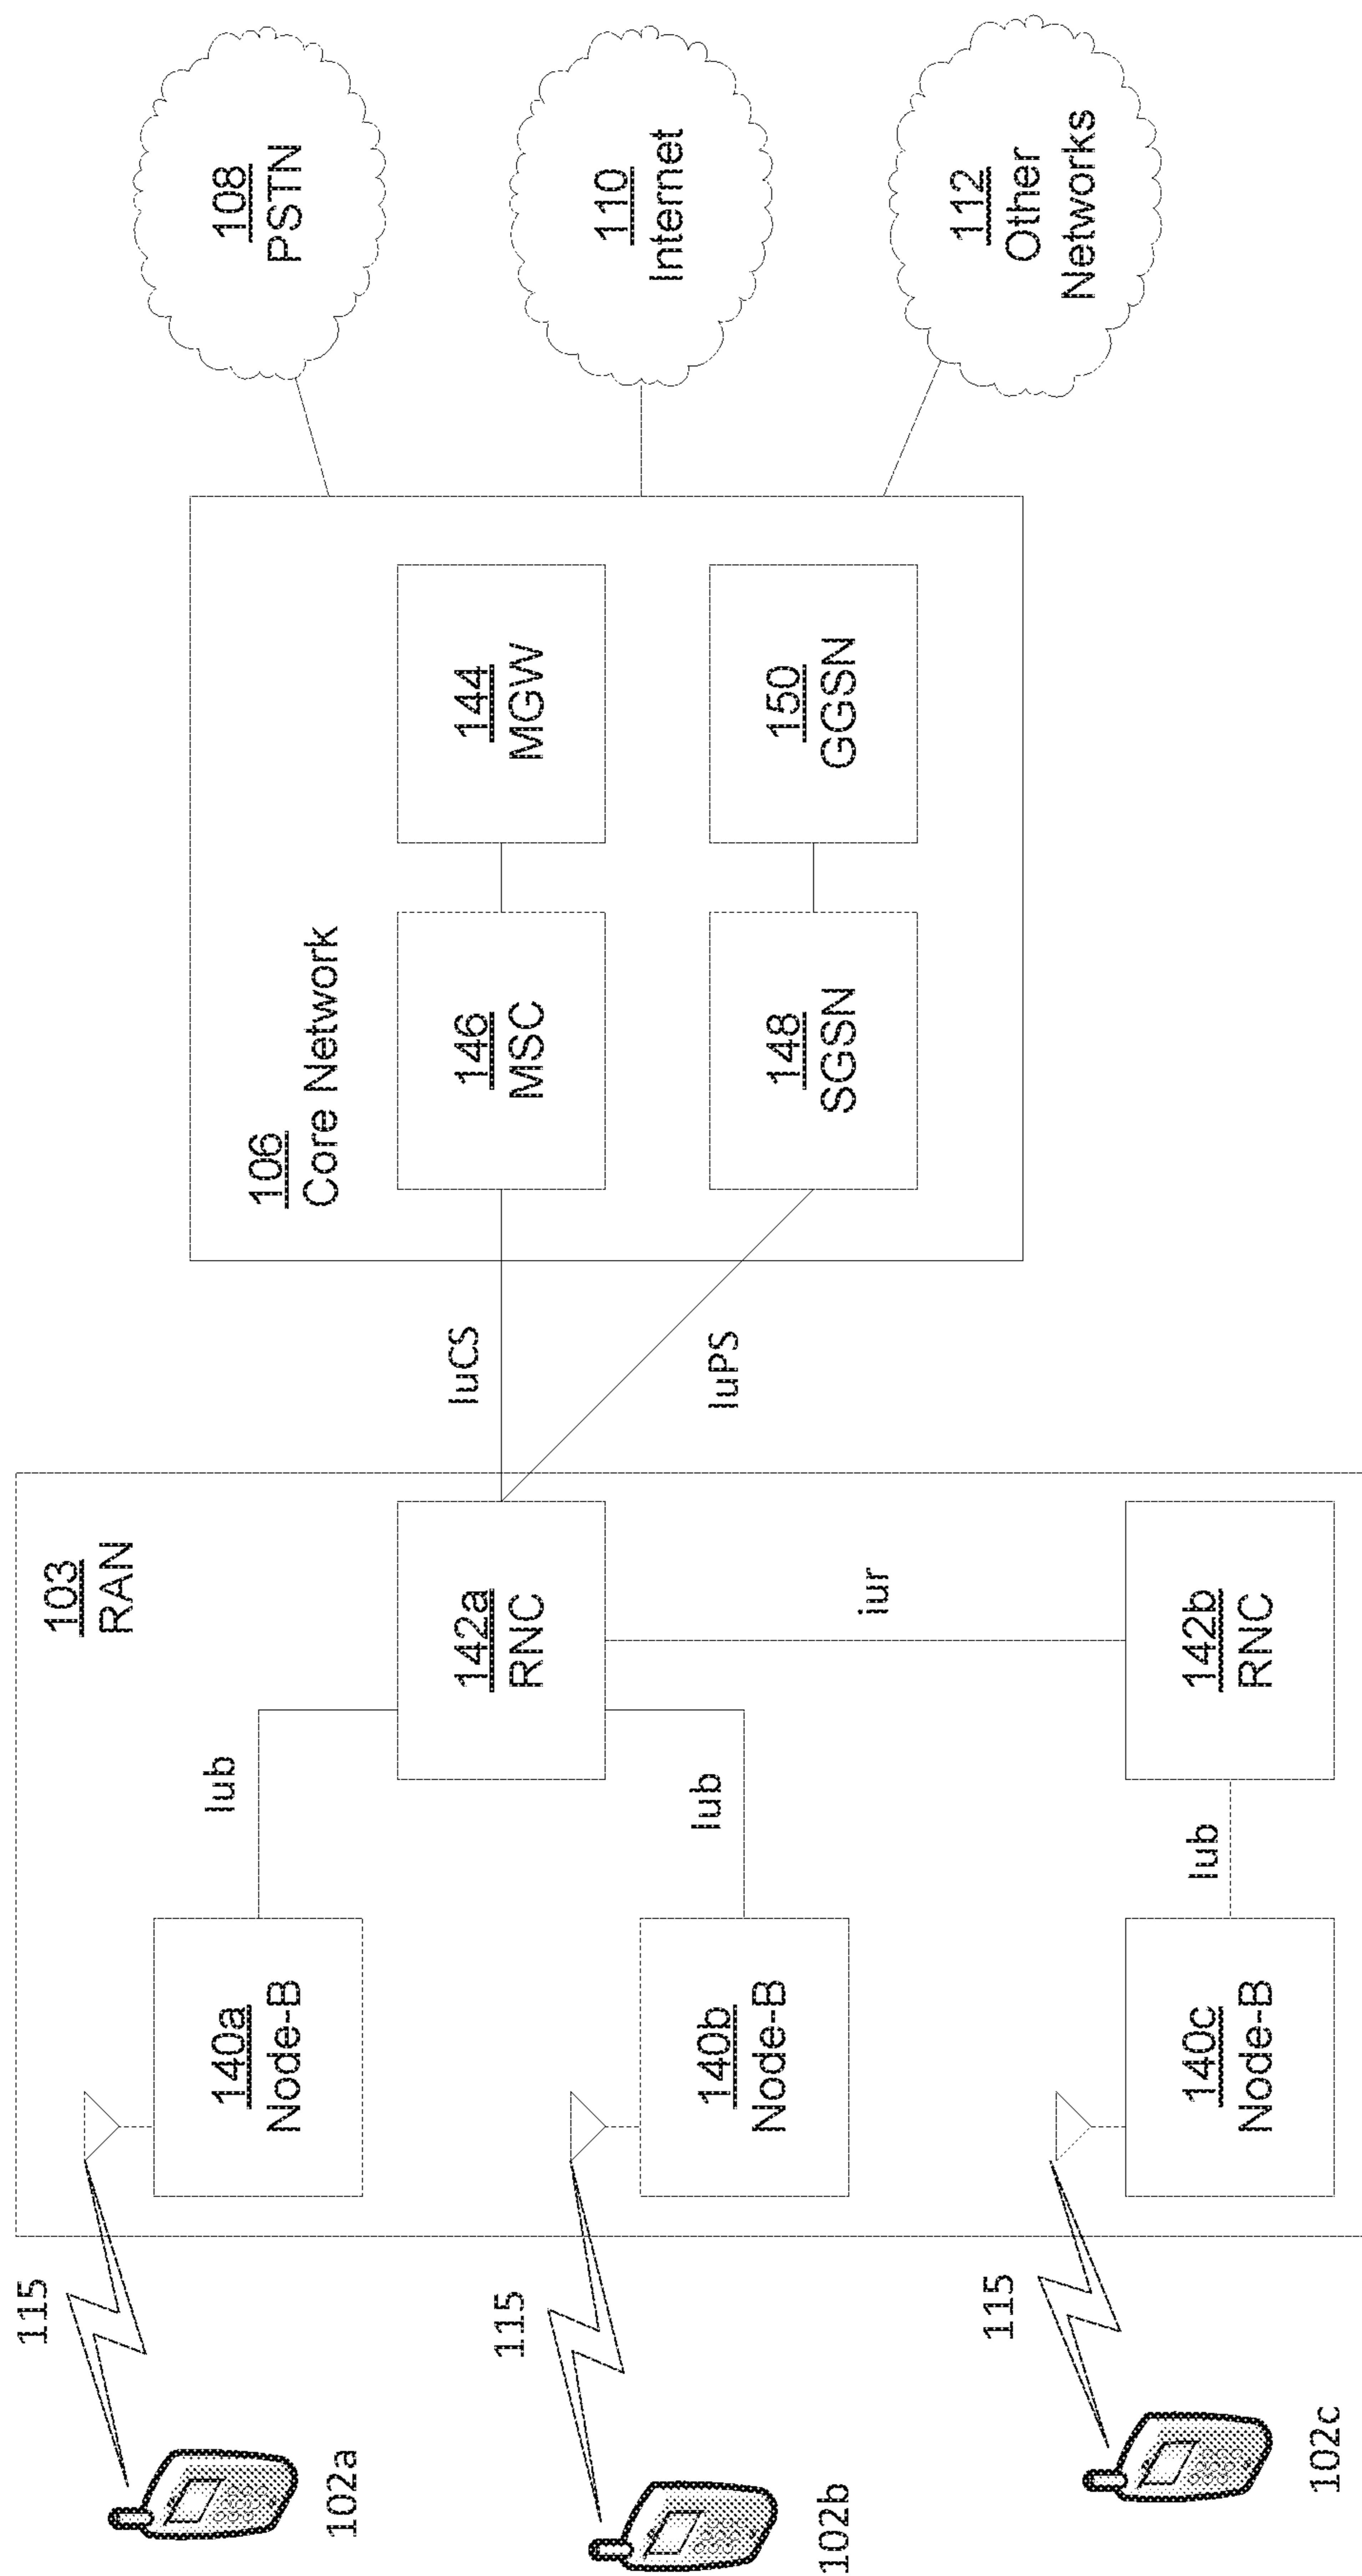 115
102a
115
102b
115
102c
103
RAN
140a
Node-B
140b
Node-B
140c
Node-B
Iub
Iub
Iub
142a
RNC
iur
142b
RNC
IuCS
IuPS
106
Core Network
146
MSC
144
MGW
148
SGSN
150
GGSN
108
PSTN
110
Internet
112
Other
Networks